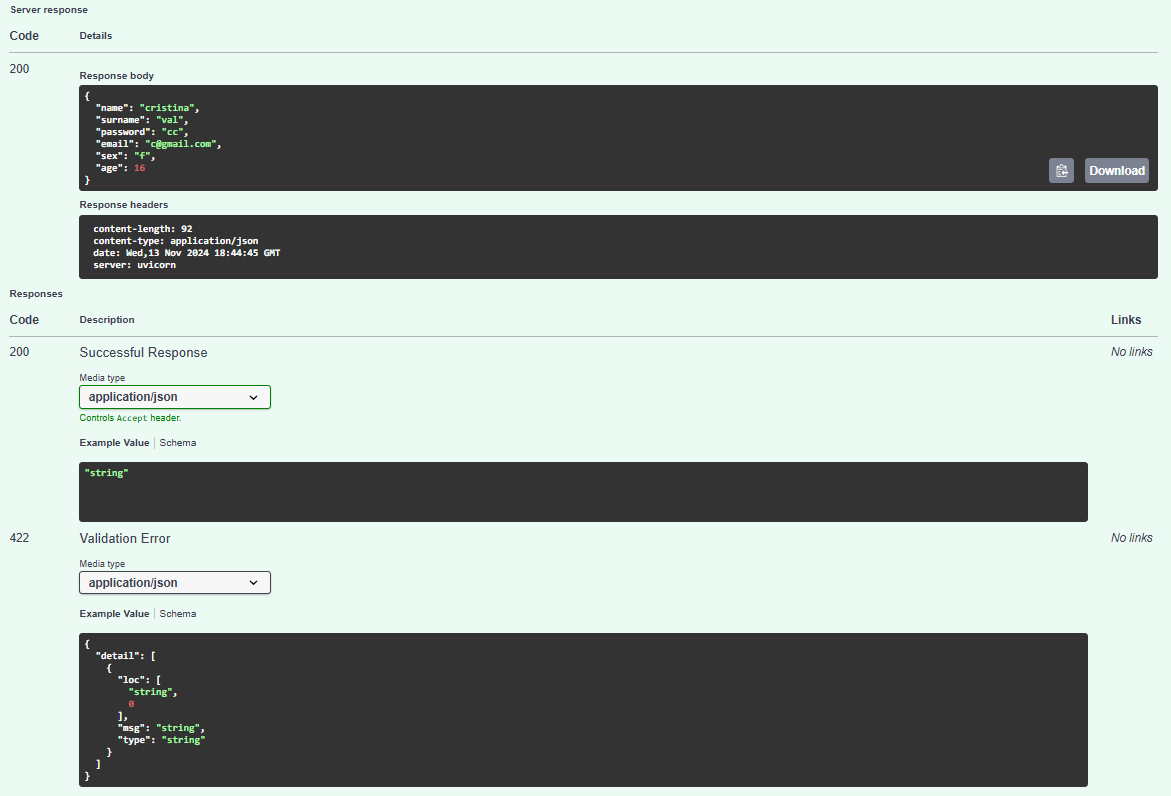 Server response
Code Details
200
Response body
{
  "name": "cristina",
  "surname": "val",
  "password": "cc",
  "email": "c@gmail.com",
  "sex": "f",
  "age": 16
}
Download
Response headers
content-length: 92
content-type: application/json
date: Wed,13 Nov 2024 18:44:45 GMT
server: uvicorn
Responses
Code Description Links
200 Successful Response No links
Media type
application/json
Controls Accept header.
Example Value Schema
"string"
422 Validation Error No links
Media type
application/json
Example Value Schema
{
  "detail": [
    {
      "loc": [
        "string",
        0
      ],
      "msg": "string",
      "type": "string"
    }
  ]
}